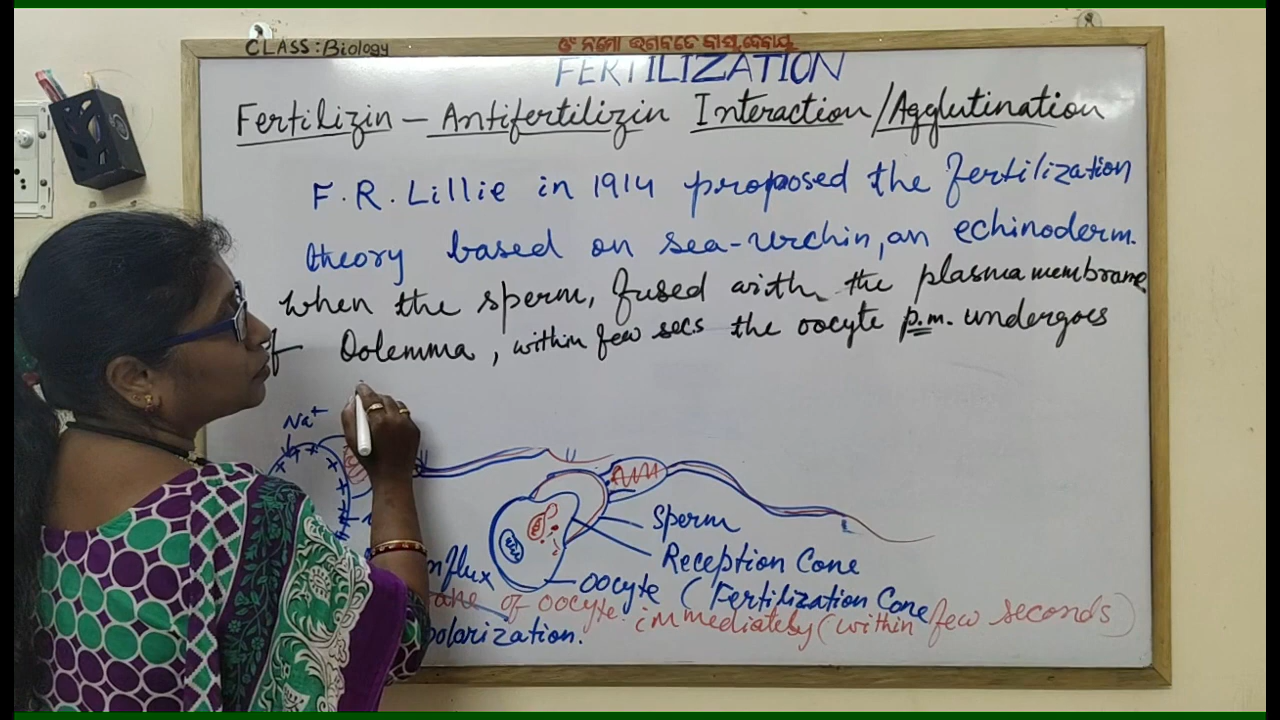 CLASS: Biology
ଓଁ ନମୋ ଭଗବତେ ବାସୁଦେବାୟ
FERTILIZATION
Fertilizin - Antifertilizin Interaction/Agglutination
F.R. Lillie in 1914 proposed the fertilization
theory based on sea-urchin, an echinoderm.
When the sperm, fused with the plasma membrane
Oolemma, within few secs the oocyte p.m. undergoes
Na+
Sperm
Reception Cone
Oocyte (Fertilization Cone
of oocyte immediately (within few seconds)